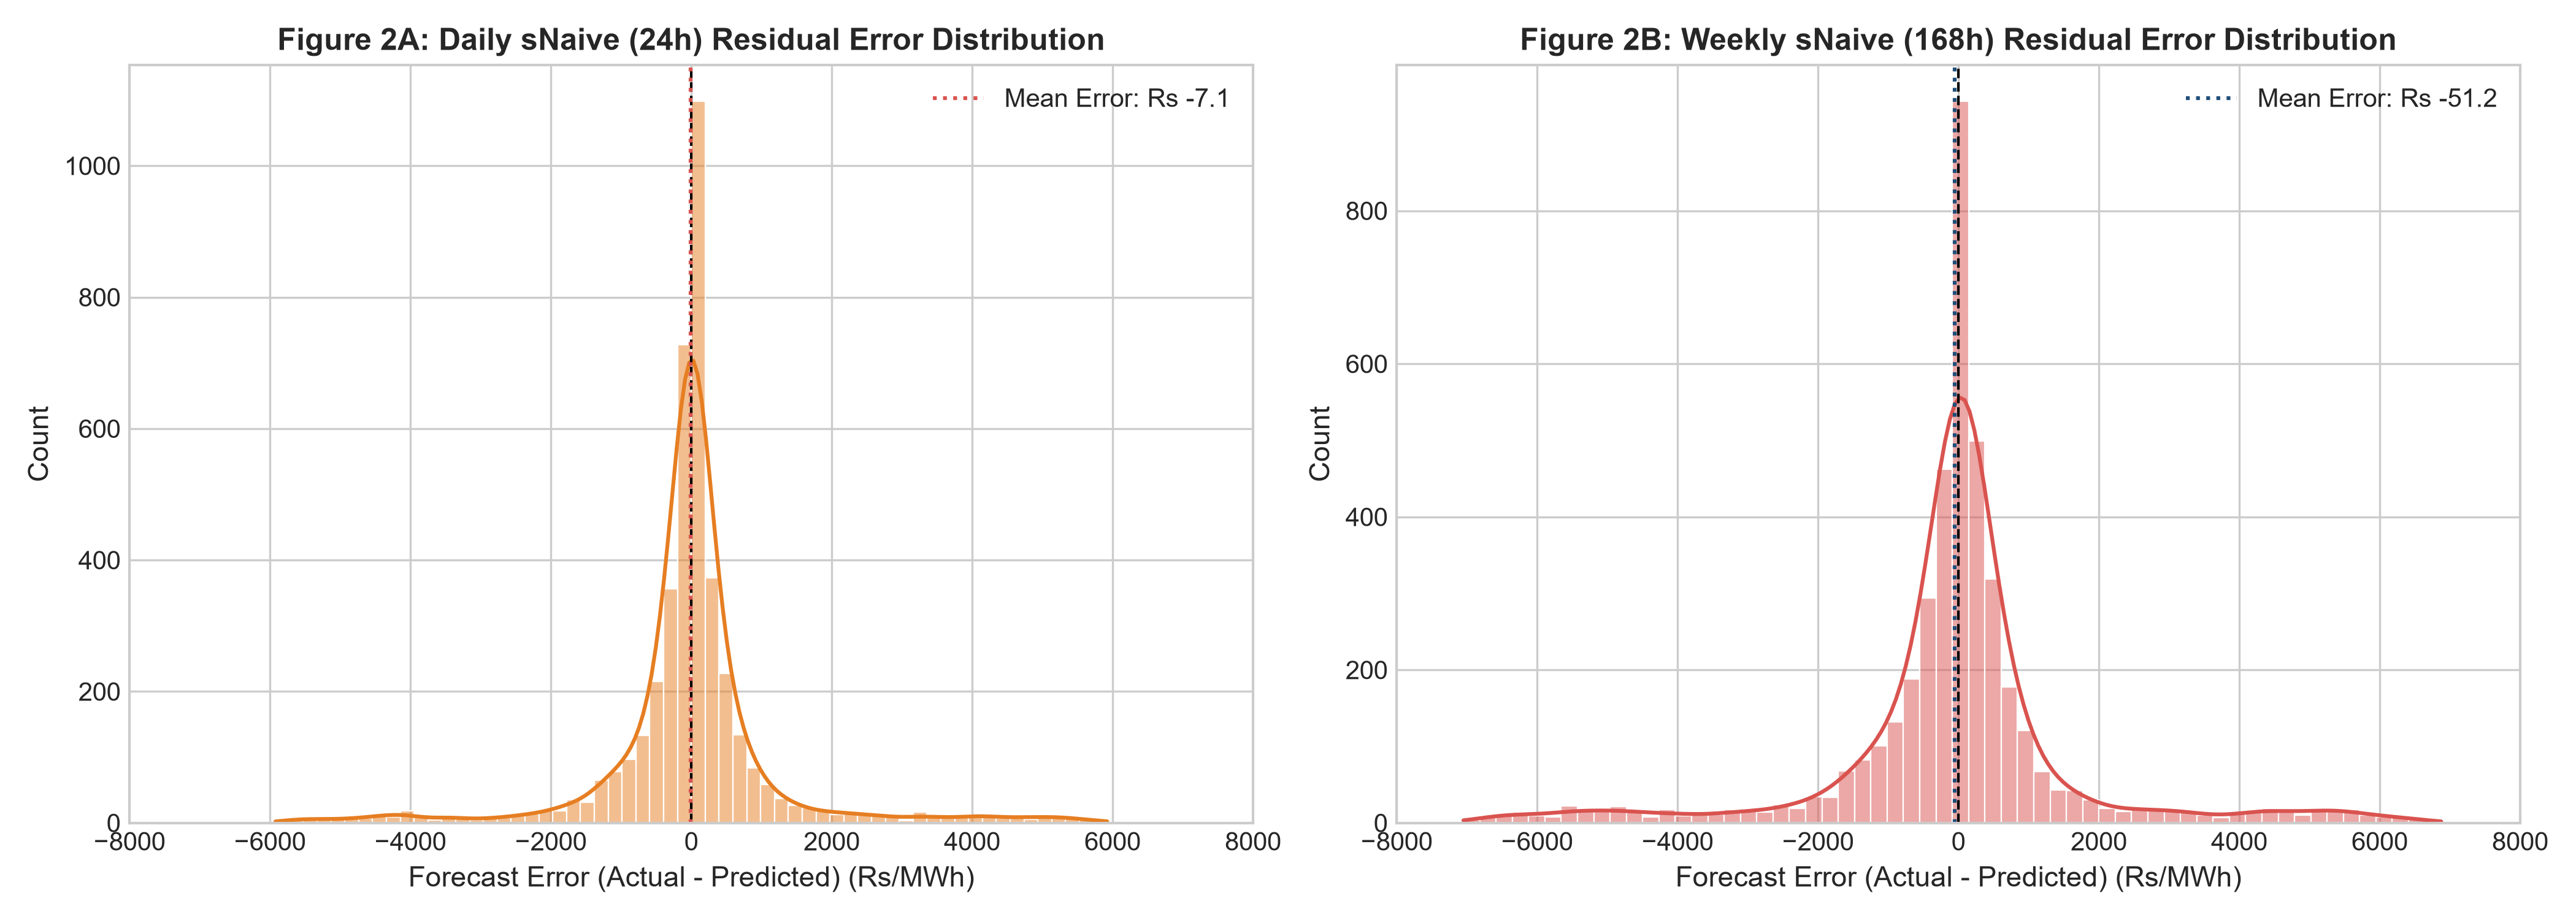 Figure 2A: Daily sNaive (24h) Residual Error Distribution
Mean Error: Rs -7.1
1000
800
600
400
200
0
Count
−8000 −6000 −4000 −2000 0 2000 4000 6000 8000
Forecast Error (Actual - Predicted) (Rs/MWh)
Figure 2B: Weekly sNaive (168h) Residual Error Distribution
Mean Error: Rs -51.2
800
600
400
200
0
Count
−8000 −6000 −4000 −2000 0 2000 4000 6000 8000
Forecast Error (Actual - Predicted) (Rs/MWh)